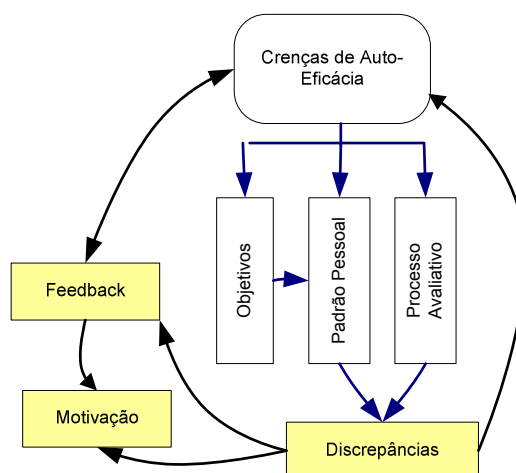 Crenças de Auto-
Eficácia
Objetivos
Padrão Pessoal
Processo
Avaliativo
Feedback
Motivação
Discrepâncias